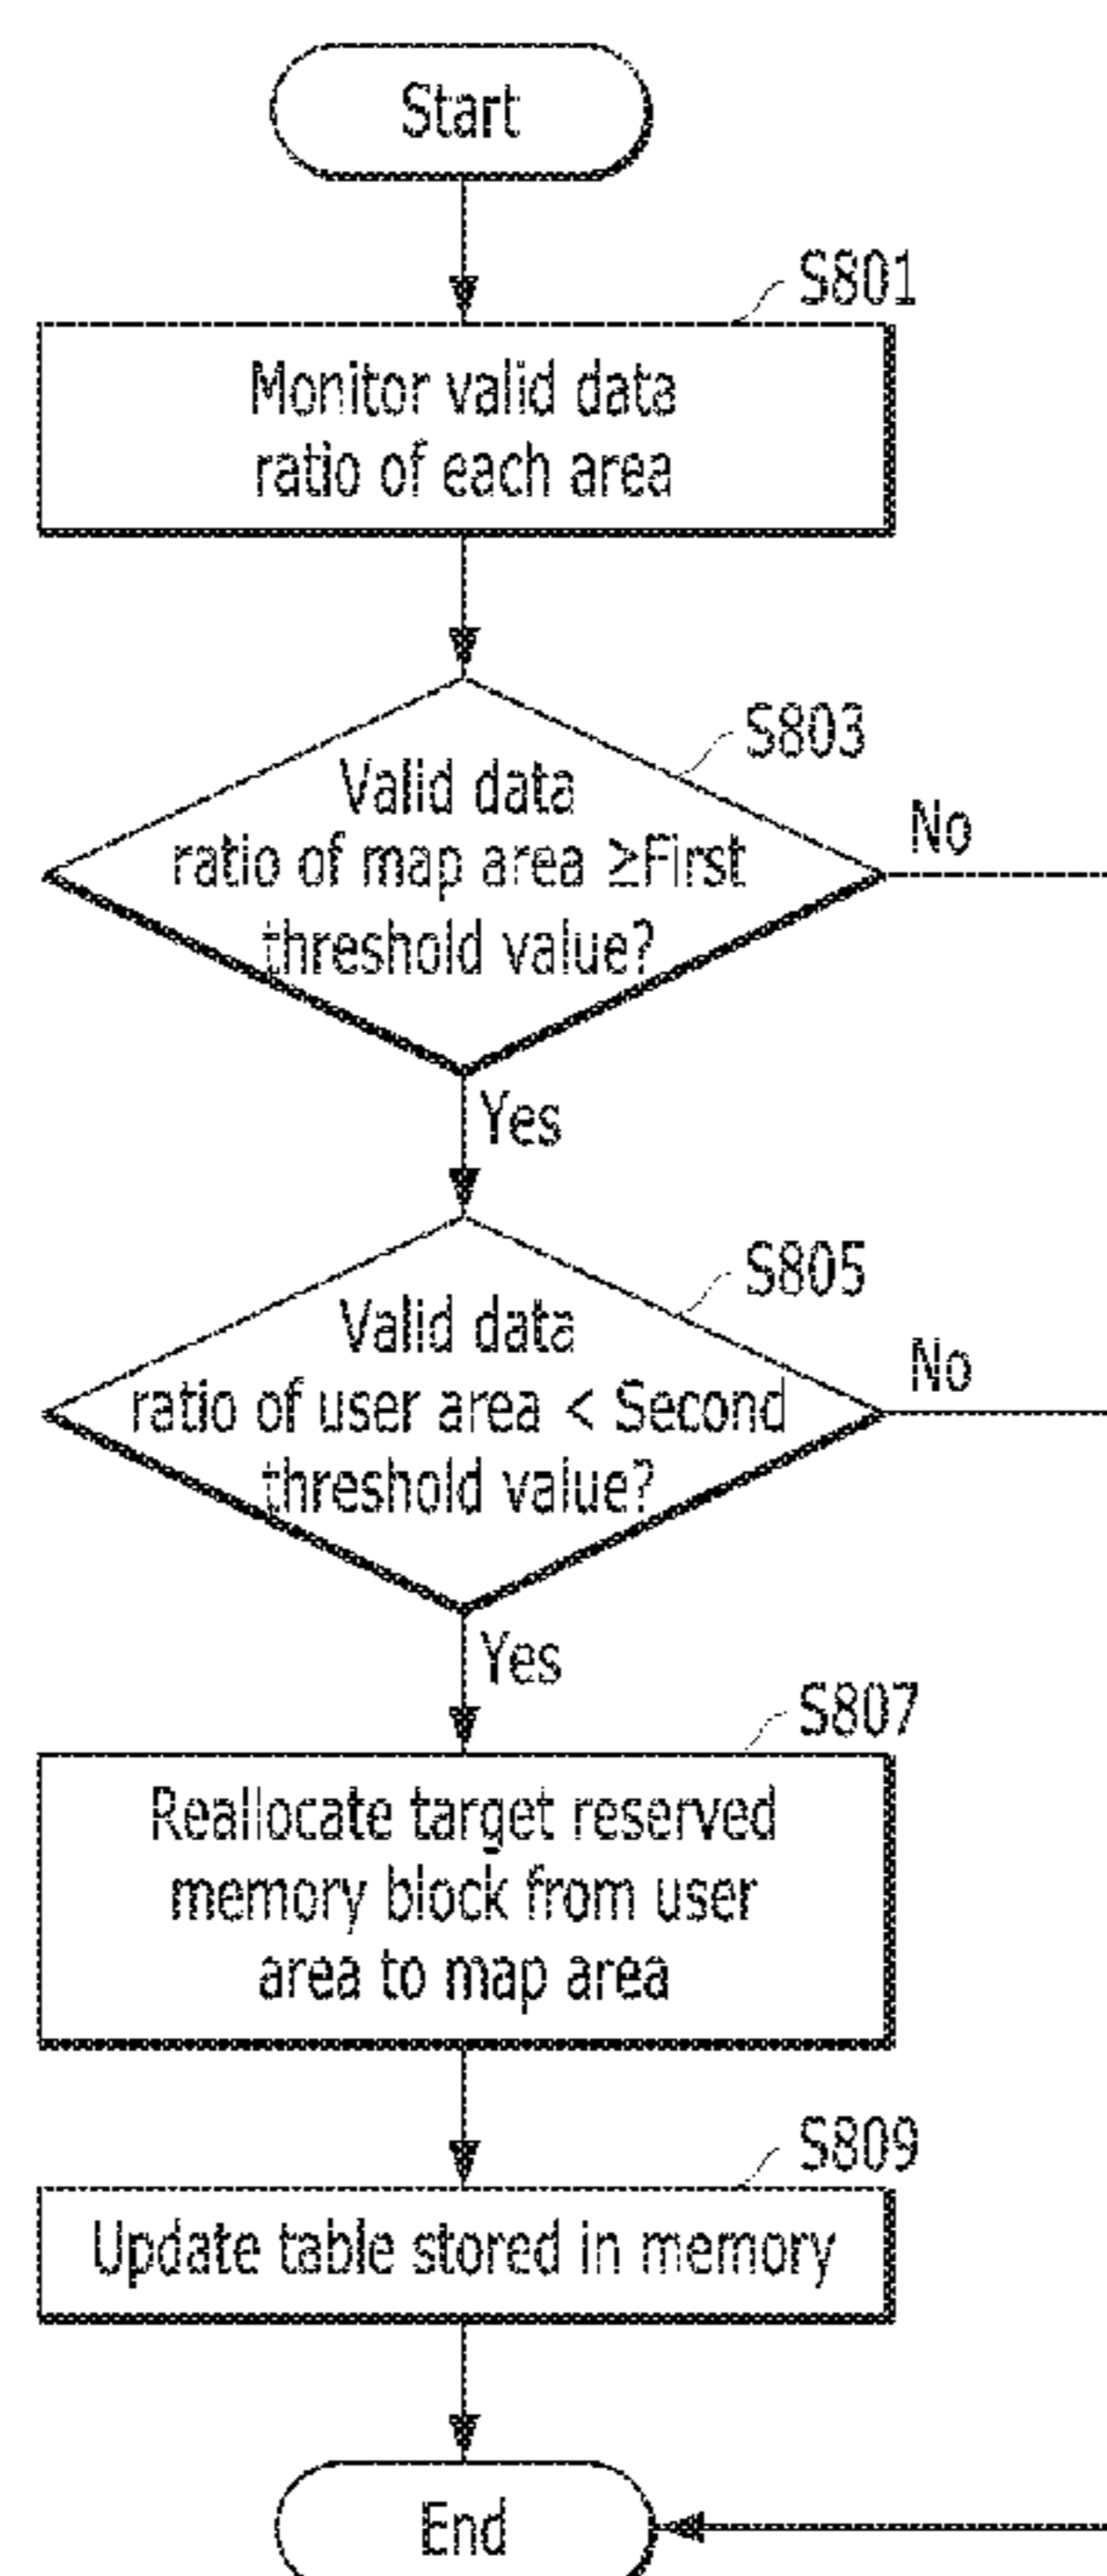 Start
S801
Monitor valid data
ratio of each area
S803
Valid data
ratio of map area ≥First
threshold value?
No
Yes
S805
Valid data
ratio of user area < Second
threshold value?
No
Yes
S807
Reallocate target reserved
memory block from user
area to map area
S809
Update table stored in memory
End